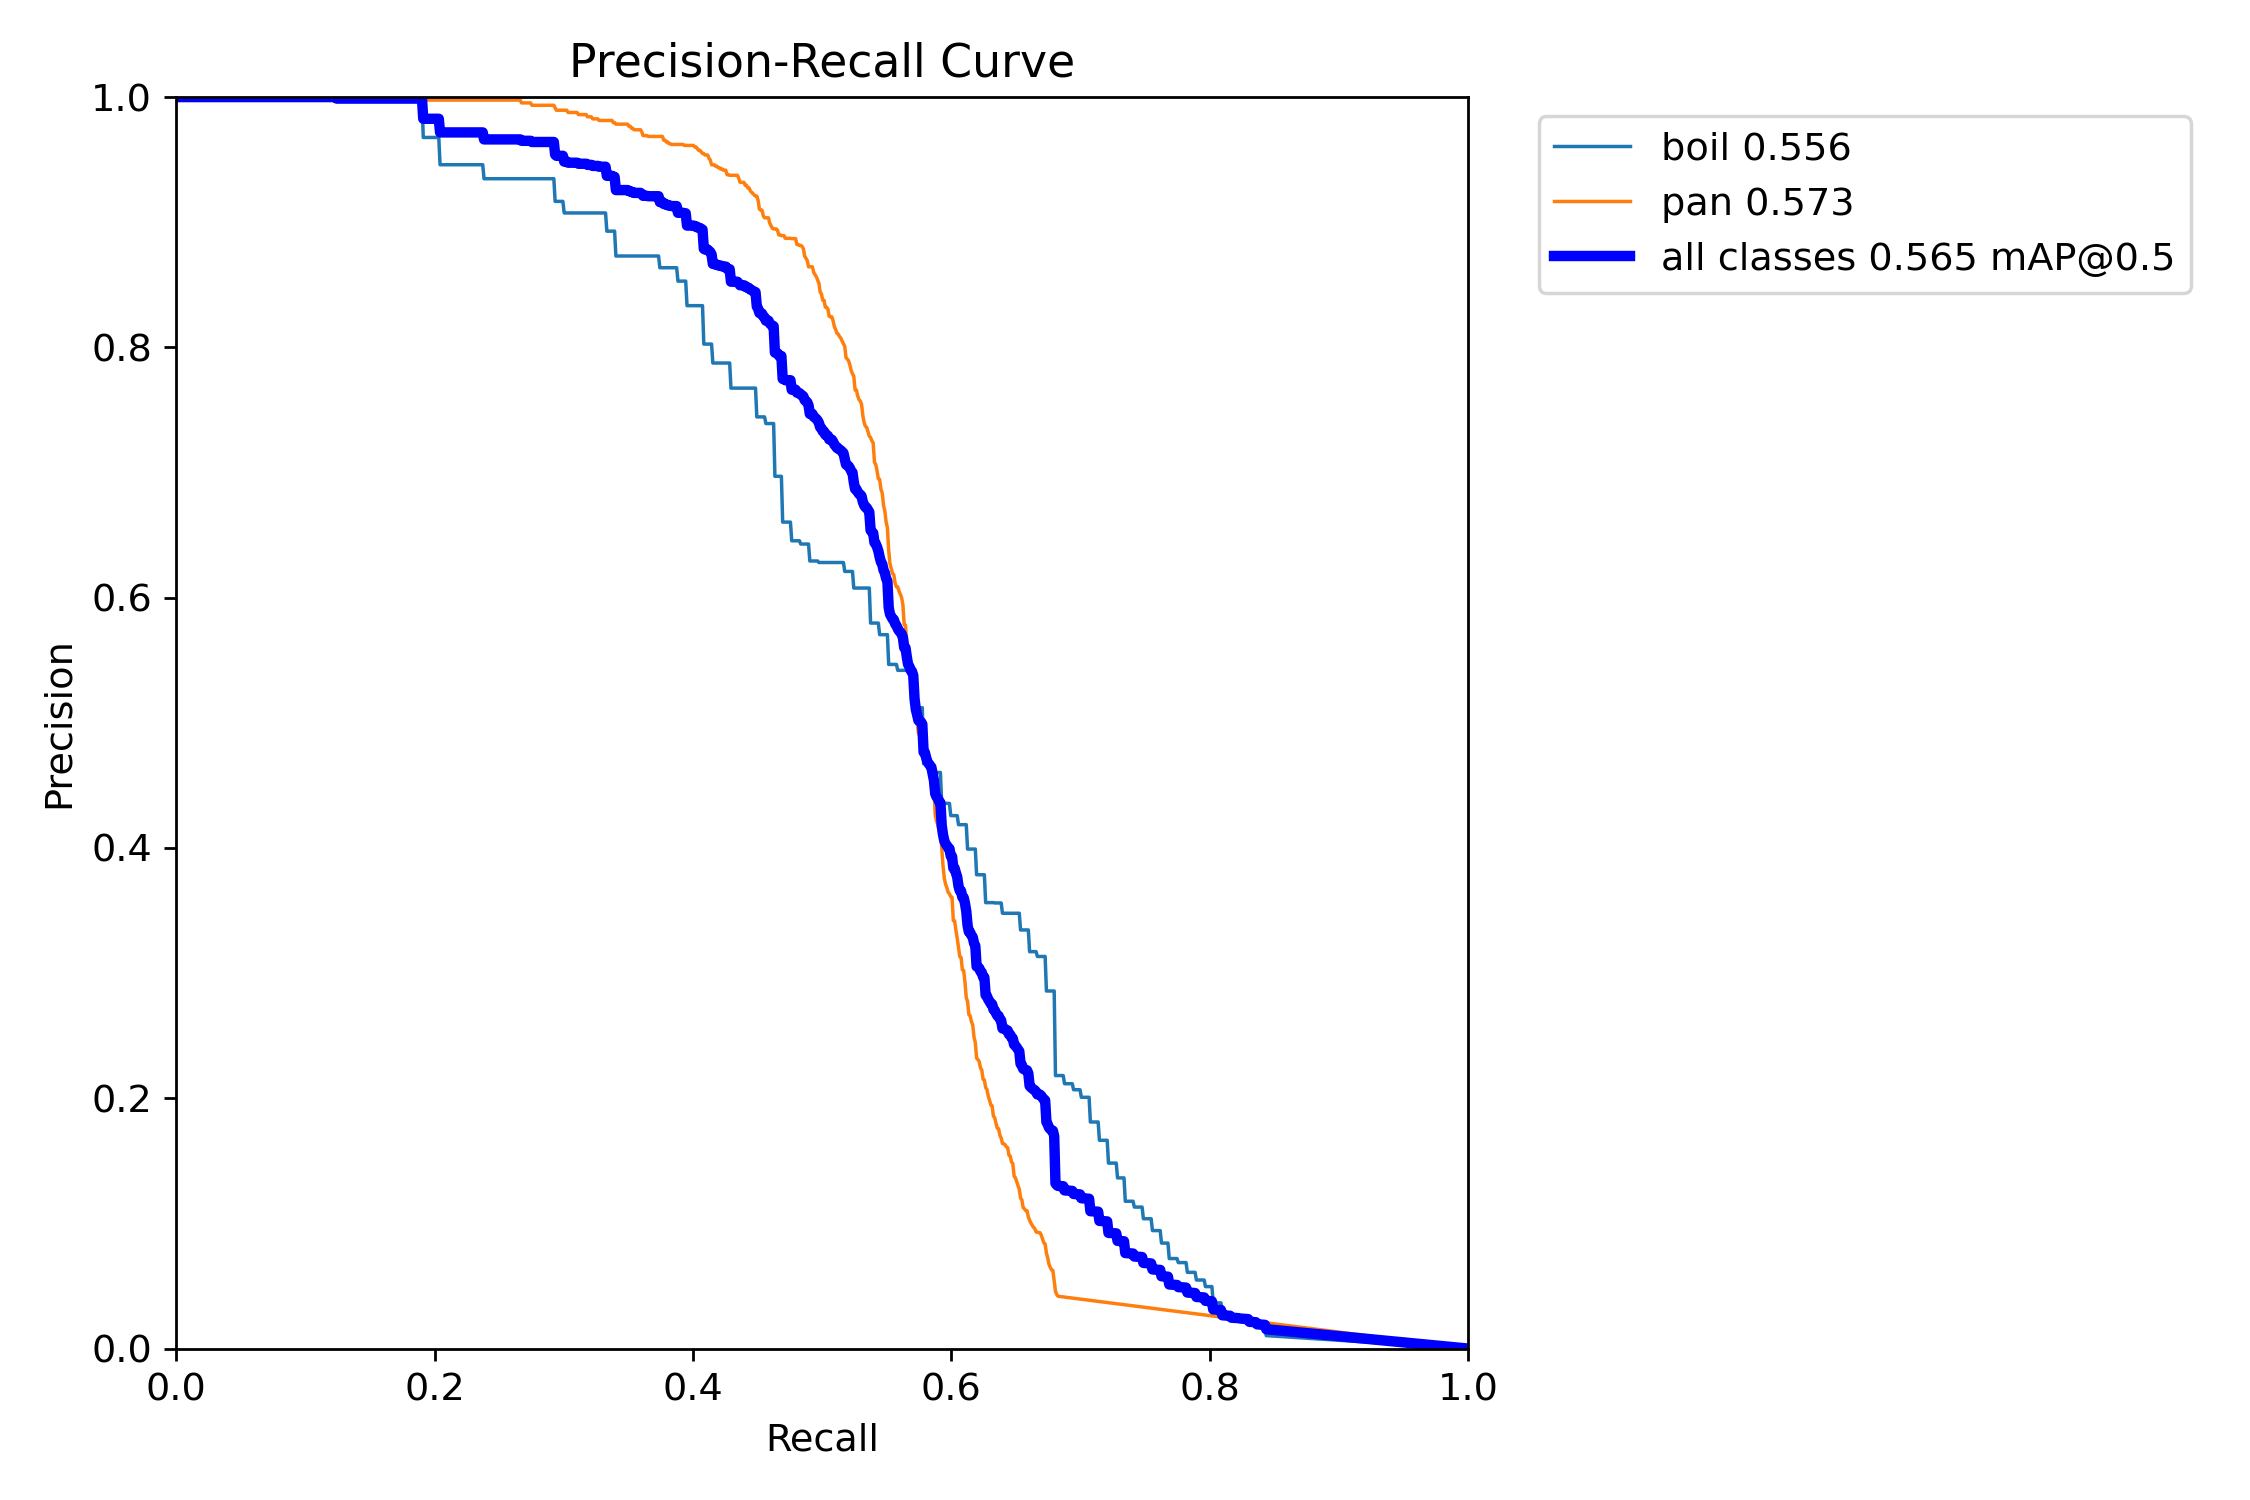 Precision-Recall Curve
boil 0.556
pan 0.573
all classes 0.565 mAP@0.5
Precision
1.0
0.8
0.6
0.4
0.2
0.0
0.0 0.2 0.4 0.6 0.8 1.0
Recall